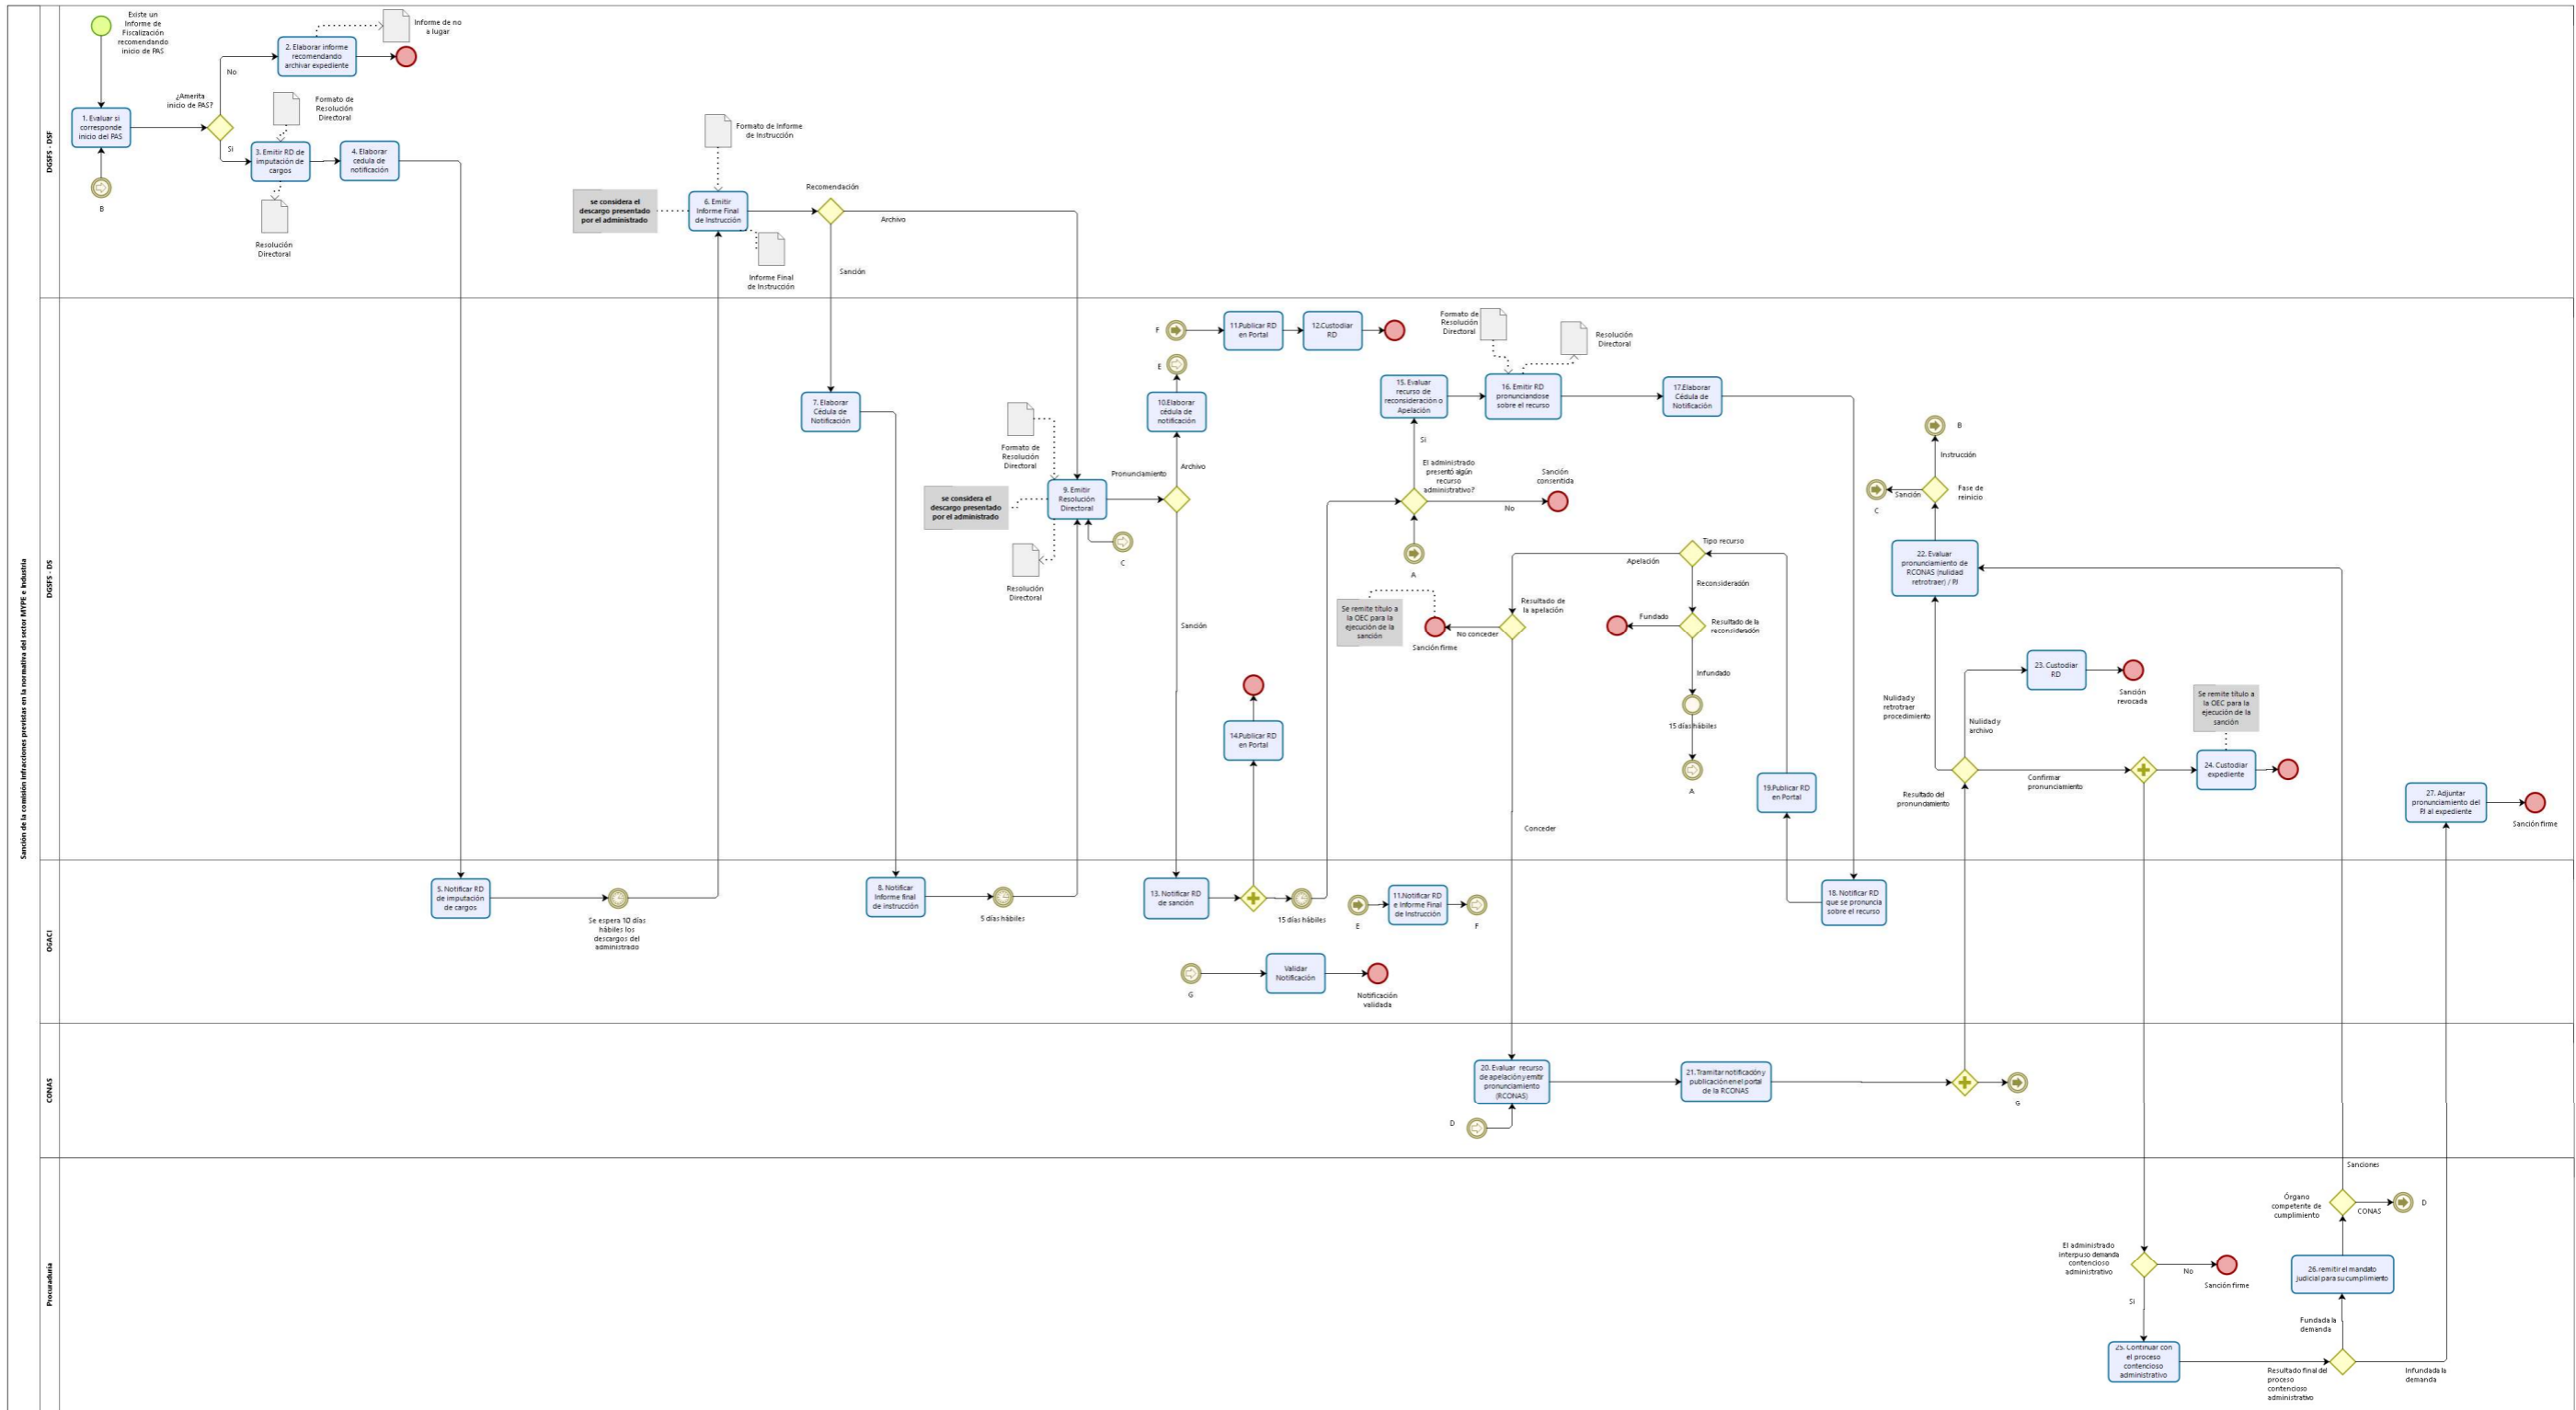 Sanción de la comisión infracciones previstas en la normativa del sector MYPE e Industria
DGSFS - DSF
Existe un
Informe de
Fiscalización
recomendando
inicio de PAS
1. Evaluar si
corresponde
inicio del PAS
B
¿Amerita
inicio de PAS?
No
Si
2. Elaborar informe
recomendando
archivar expediente
Informe de no
a lugar
Formato de
Resolución
Directoral
3. Emitir RD de
imputación de
cargos
4. Elaborar
cedula de
notificación
Resolución
Directoral
Formato de Informe
de Instrucción
se considera el
descargo presentado
por el administrado
6. Emitir
Informe Final
de Instrucción
Informe Final
de Instrucción
Recomendación
Archivo
Sanción
DGSFS - DS
7. Elaborar
Cédula de
Notificación
Formato de
Resolución
Directoral
se considera el
descargo presentado
por el administrado
9. Emitir
Resolución
Directoral
Resolución
Directoral
C
Pronunciamiento
Archivo
Sanción
10.Elaborar
cédula de
notificación
E
F
11.Publicar RD
en Portal
12.Custodiar
RD
14.Publicar RD
en Portal
15. Evaluar
recurso de
reconsideración o
Apelación
Si
El administrado
presentó algún
recurso
administrativo?
No
Sanción
consentida
A
Formato de
Resolución
Directoral
Resolución
Directoral
16. Emitir RD
pronunciandose
sobre el recurso
17.Elaborar
Cédula de
Notificación
Tipo recurso
Apelación
Reconsideradón
Resultado de
la apelación
No conceder
Sanción firme
Se remite título a
la OEC para la
ejecución de la
sanción
Conceder
Fundado
Resultado de la
reconsideradón
Infundado
15 días hábiles
A
19.Publicar RD
en Portal
B
Instrucción
Fase de
reinicio
Sanción
C
22. Evaluar
pronunciamiento de
RCONAS (nulidad
retrotraer) / PJ
Nulidad y
retrotraer
procedimiento
Nulidad y
archivo
23. Custodiar
RD
Sanción
revocada
Resultado del
pronundamiento
Confirmar
pronunciamiento
Se remite título a
la OEC para la
ejecución de la
sanción
24. Custodiar
expediente
27. Adjuntar
pronunciamiento del
PJ al expediente
Sanción firme
OGACI
5. Notificar RD
de imputación
de cargos
Se espera 10 días
hábiles los
descargos del
administrado
8. Notificar
Informe final
de instrucción
5 días hábiles
13. Notificar RD
de sanción
15 días hábiles
E
11.Notificar RD
e Informe Final
de Instrucción
F
G
Validar
Notificación
Notificación
validada
18. Notificar RD
que se pronuncia
sobre el recurso
CONAS
20. Evaluar recurso
de apelación y emitir
pronunciamiento
(RCONAS)
D
21.Tramitar notificación y
publicación en el portal
de la RCONAS
G
Procuraduría
El administrado
interpuso demanda
contencioso
administrativo
No
Sanción firme
Si
25. Continuar con
el proceso
contencioso
administrativo
Resultado final del
proceso
contencioso
administrativo
Fundada la
demanda
Infundada la
demanda
26. remitir el mandato
judicial para su cumplimiento
Órgano
competente de
cumplimiento
Sanciones
CONAS
D